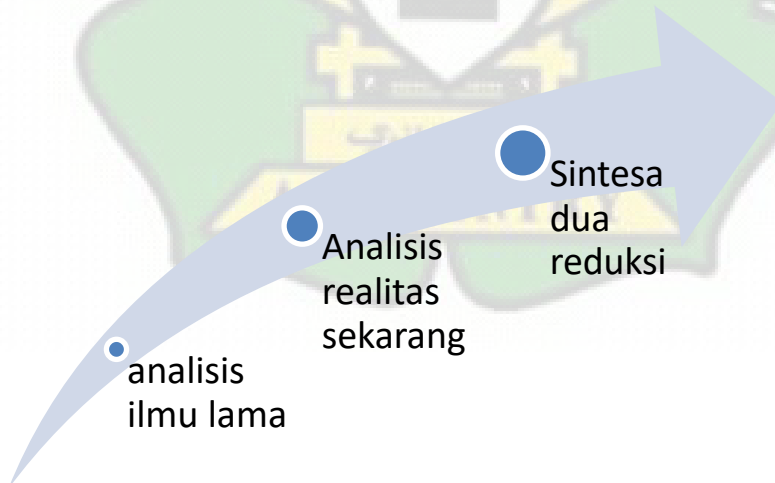 analisis
ilmu lama
Analisis
realitas
sekarang
Sintesa
dua
reduksi